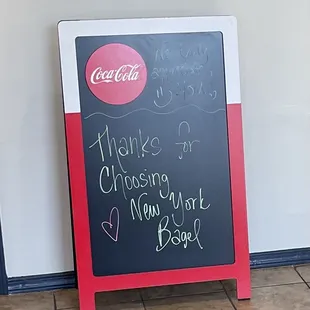 Coca-Cola
Thanks for
Choosing
New York
Bagel